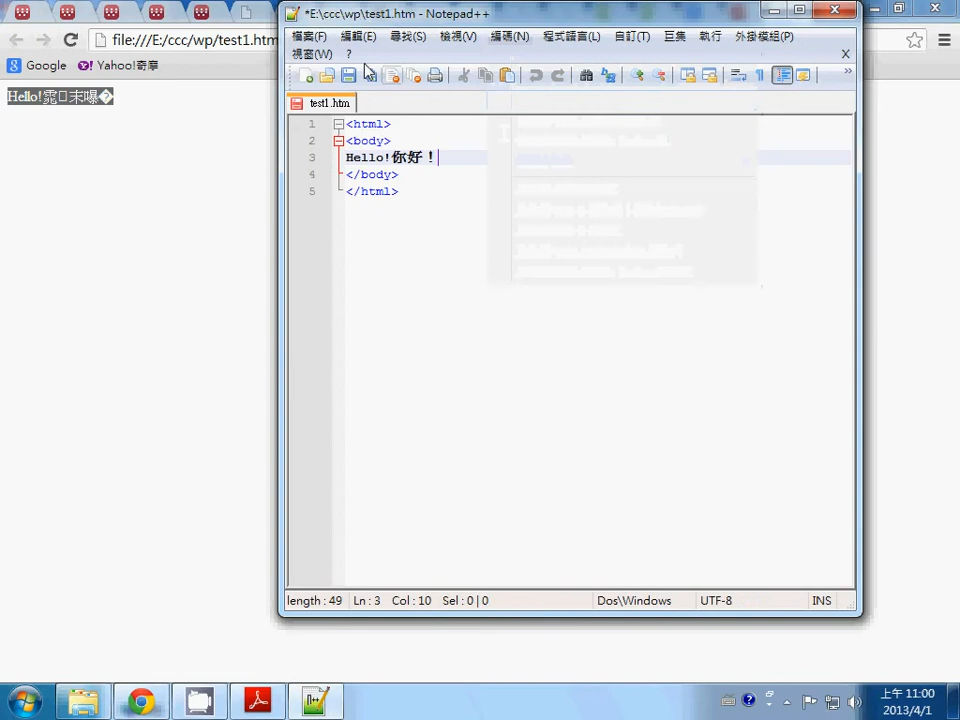 *E:\ccc\wp\test1.htm - Notepad++
file:///E:/ccc/wp/test1.htm
Google Yahoo!奇摩
檔案(F) 編輯(E) 尋找(S) 檢視(V) 編碼(N) 程式語言(L) 自訂(T) 巨集 執行 外掛模組(P)
視窗(W) ? X
test1.htm
Hello!霓�末嚗�
1 <html>
2 <body>
3 Hello!你好！
4 </body>
5 </html>
length : 49 Ln : 3 Col : 10 Sel : 0 | 0 Dos\Windows UTF-8 INS
上午 11:00
2013/4/1